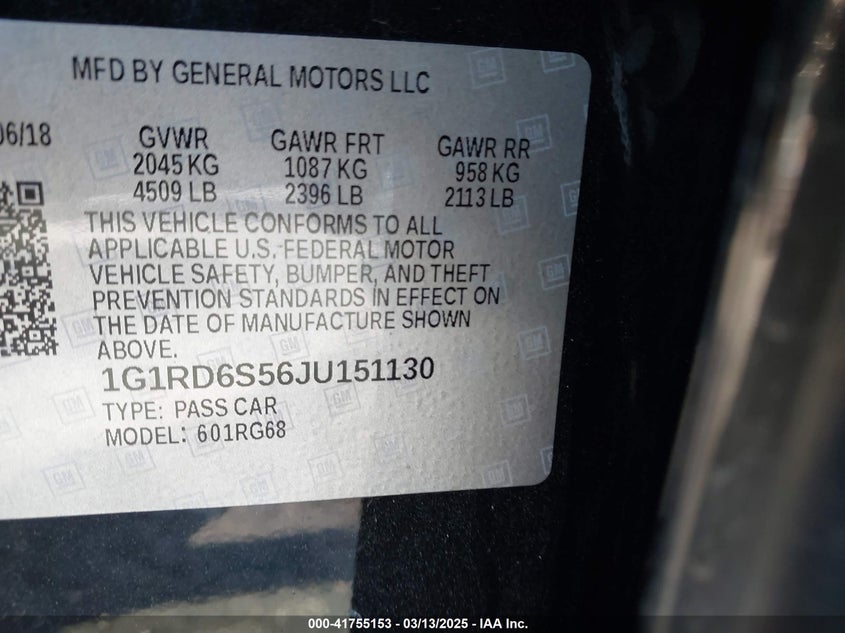 MFD BY GENERAL MOTORS LLC
06/18
GVWR GAWR FRT GAWR RR
2045 KG 1087 KG 958 KG
4509 LB 2396 LB 2113 LB
THIS VEHICLE CONFORMS TO ALL
APPLICABLE U.S. FEDERAL MOTOR
VEHICLE SAFETY, BUMPER, AND THEFT
PREVENTION STANDARDS IN EFFECT ON
THE DATE OF MANUFACTURE SHOWN
ABOVE.
1G1RD6S56JU151130
TYPE: PASS CAR
MODEL: 601RG68
000-41755153 — 03/13/2025 — IAA Inc.